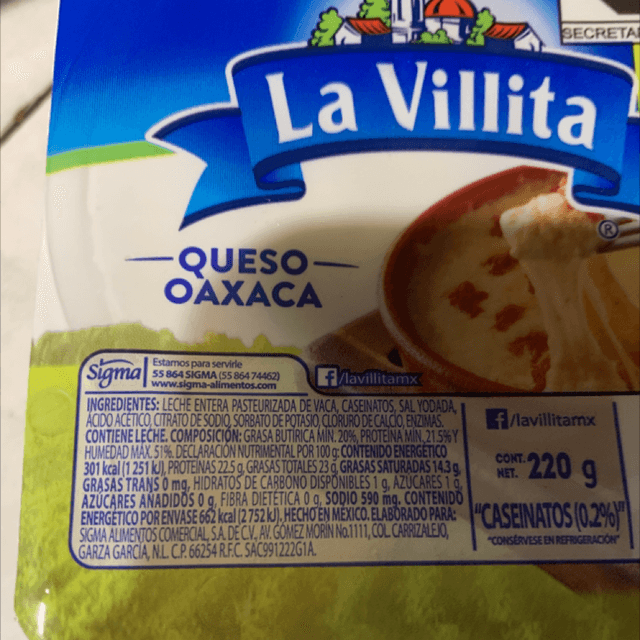 SECRETA
La Villita
®
QUESO
OAXACA
Sigma
Estamos para servirle
55 864 SIGMA (55 864 74462)
www.sigma-alimentos.com
f/lavillitamx
INGREDIENTES: LECHE ENTERA PASTEURIZADA DE VACA, CASEINATOS, SAL YODADA,
ÁCIDO ACÉTICO, CITRATO DE SODIO, SORBATO DE POTASIO, CLORURO DE CALCIO, ENZIMAS.
CONTIENE LECHE. COMPOSICIÓN: GRASA BUTÍRICA MÍN. 20%, PROTEÍNA MÍN. 21.5% Y
HUMEDAD MÁX. 51%. DECLARACIÓN NUTRIMENTAL POR 100 g: CONTENIDO ENERGÉTICO
301 kcal (1 251 kJ), PROTEÍNAS 22.5 g, GRASAS TOTALES 23 g, GRASAS SATURADAS 14.3 g,
GRASAS TRANS 0 mg, HIDRATOS DE CARBONO DISPONIBLES 1 g, AZÚCARES 1 g,
AZÚCARES AÑADIDOS 0 g, FIBRA DIETÉTICA 0 g, SODIO 590 mg. CONTENIDO
ENERGÉTICO POR ENVASE 662 kcal (2 752 kJ). HECHO EN MÉXICO. ELABORADO PARA:
SIGMA ALIMENTOS COMERCIAL, S.A. DE C.V., AV. GÓMEZ MORÍN No.1111, COL. CARRIZALEJO,
GARZA GARCÍA, N.L. C.P. 66254 R.F.C. SAC991222G1A.
f/lavillitamx
CONT. NET. 220 g
"CASEINATOS (0.2%)"
"CONSÉRVESE EN REFRIGERACIÓN"